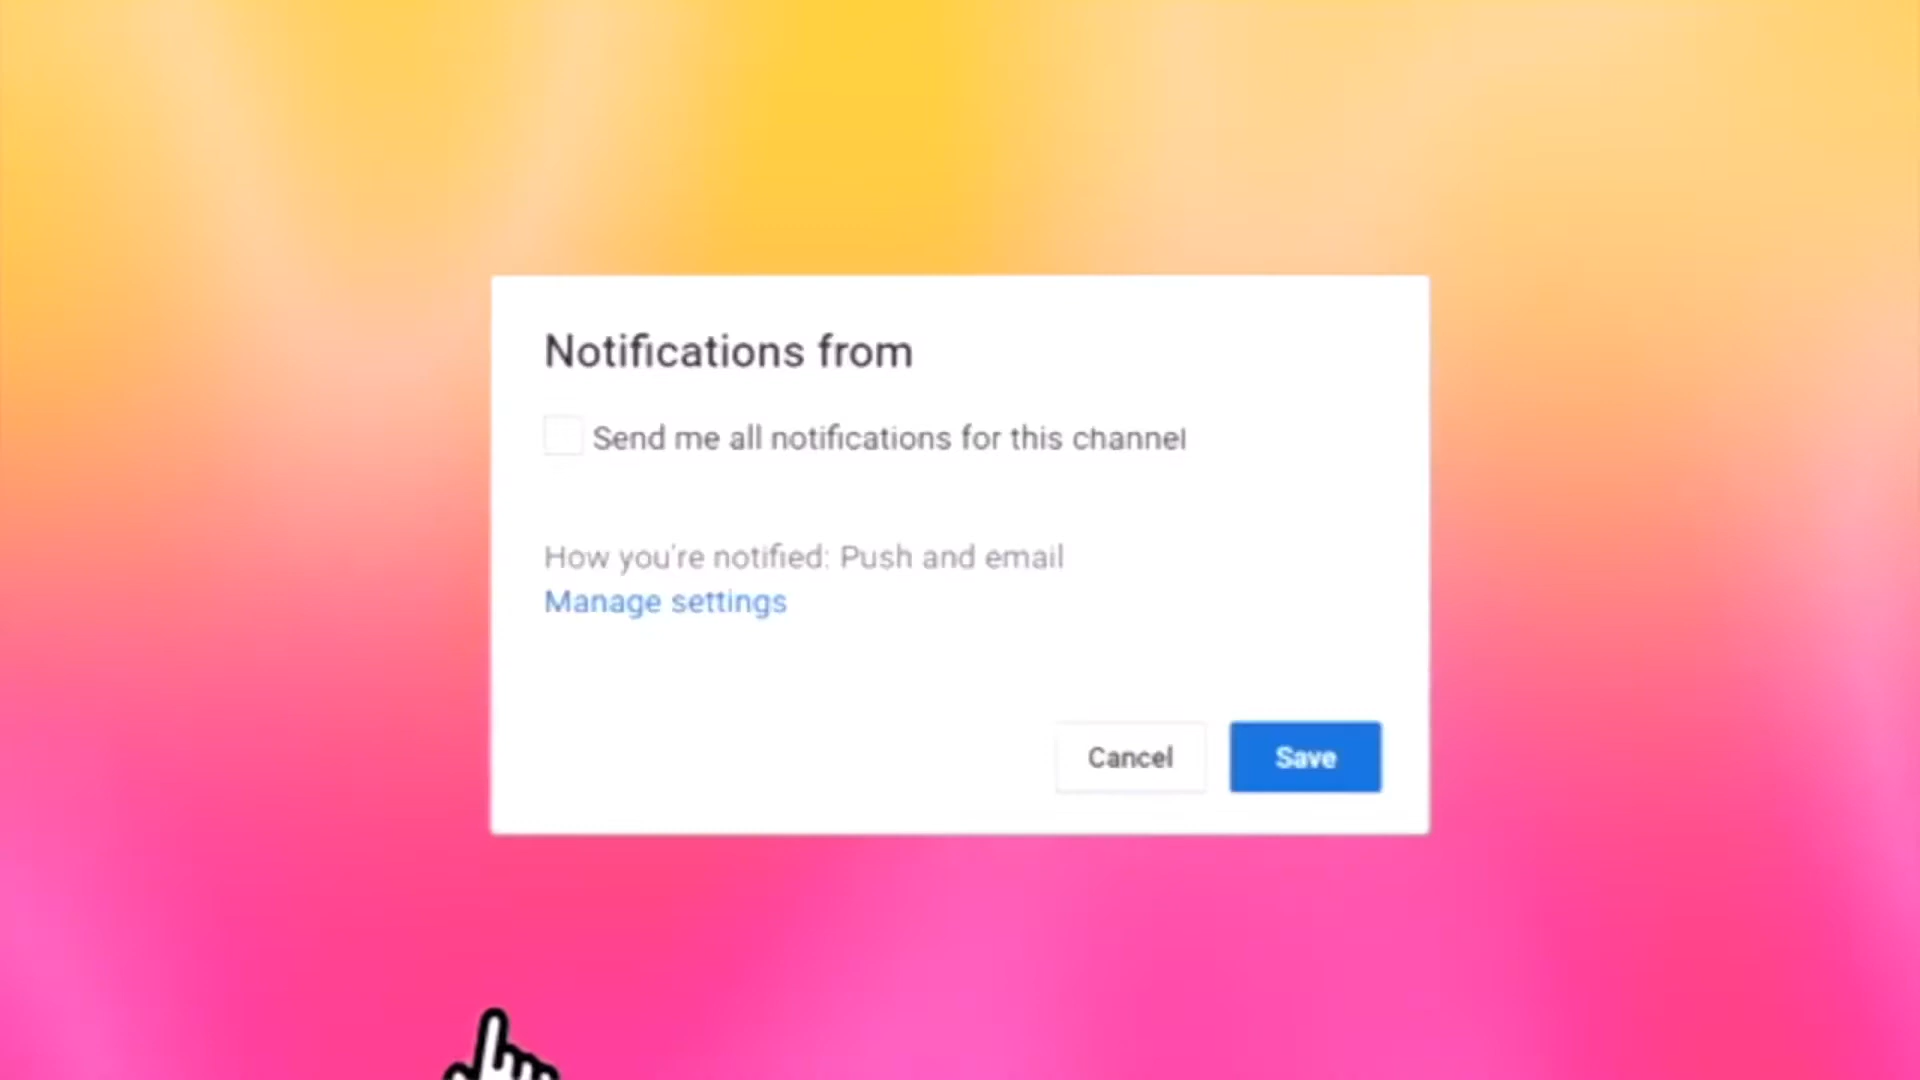 Notifications from
Send me all notifications for this channel
How you're notified: Push and email
Manage settings
Cancel
Save